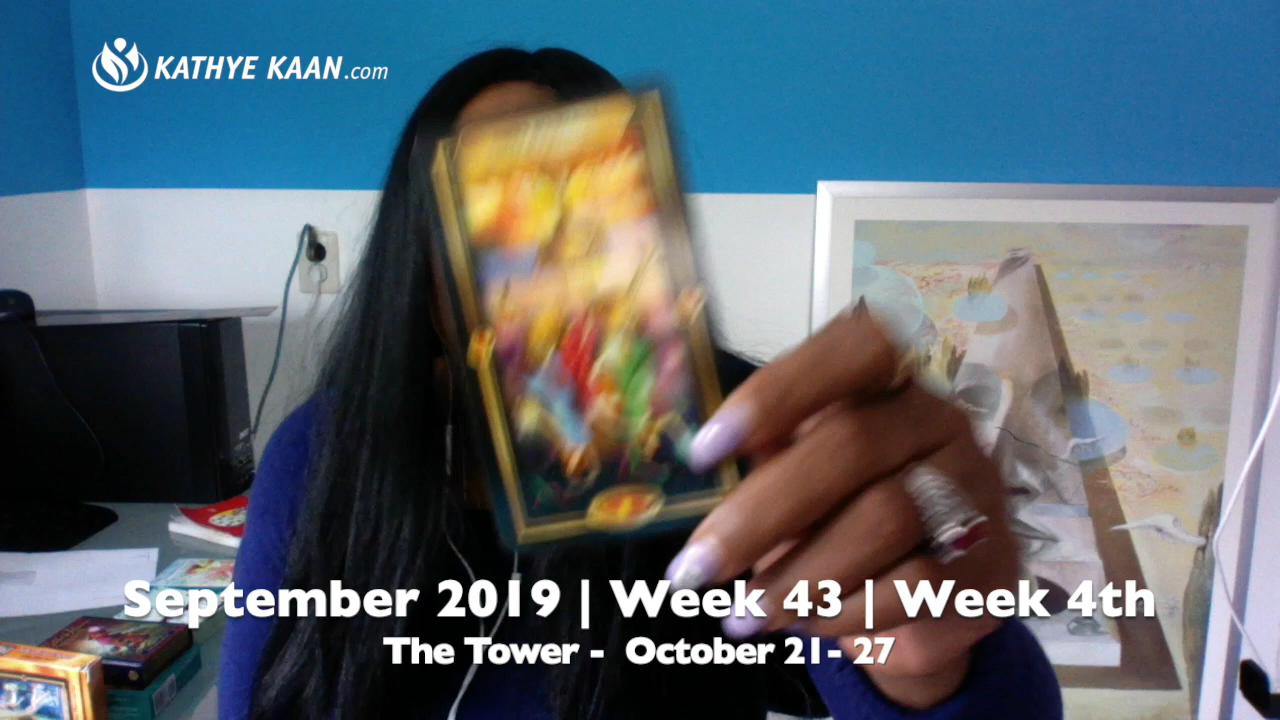 KATHYE KAAN.com
September 2019 | Week 43 | Week 4th
The Tower - October 21- 27